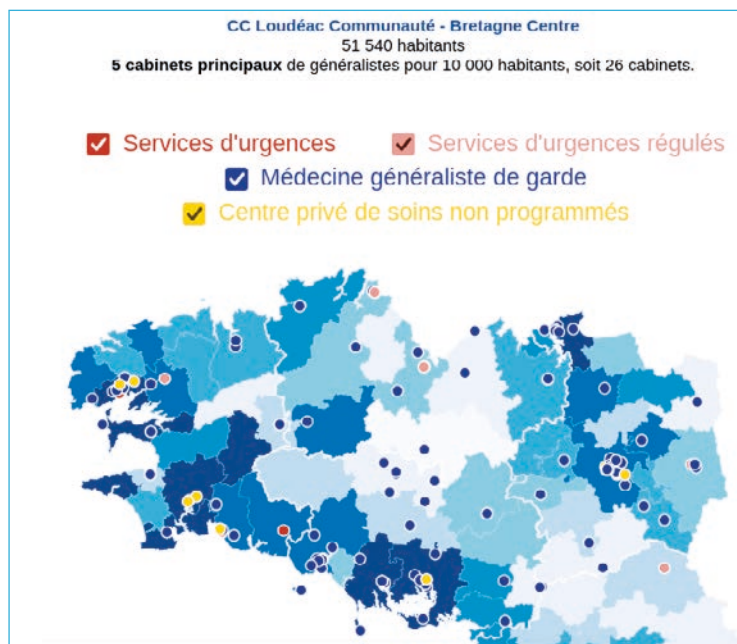 CC Loudéac Communauté - Bretagne Centre
51 540 habitants
5 cabinets principaux de généralistes pour 10 000 habitants, soit 26 cabinets.
Services d'urgences
Services d'urgences régulés
Médecine généraliste de garde
Centre privé de soins non programmés